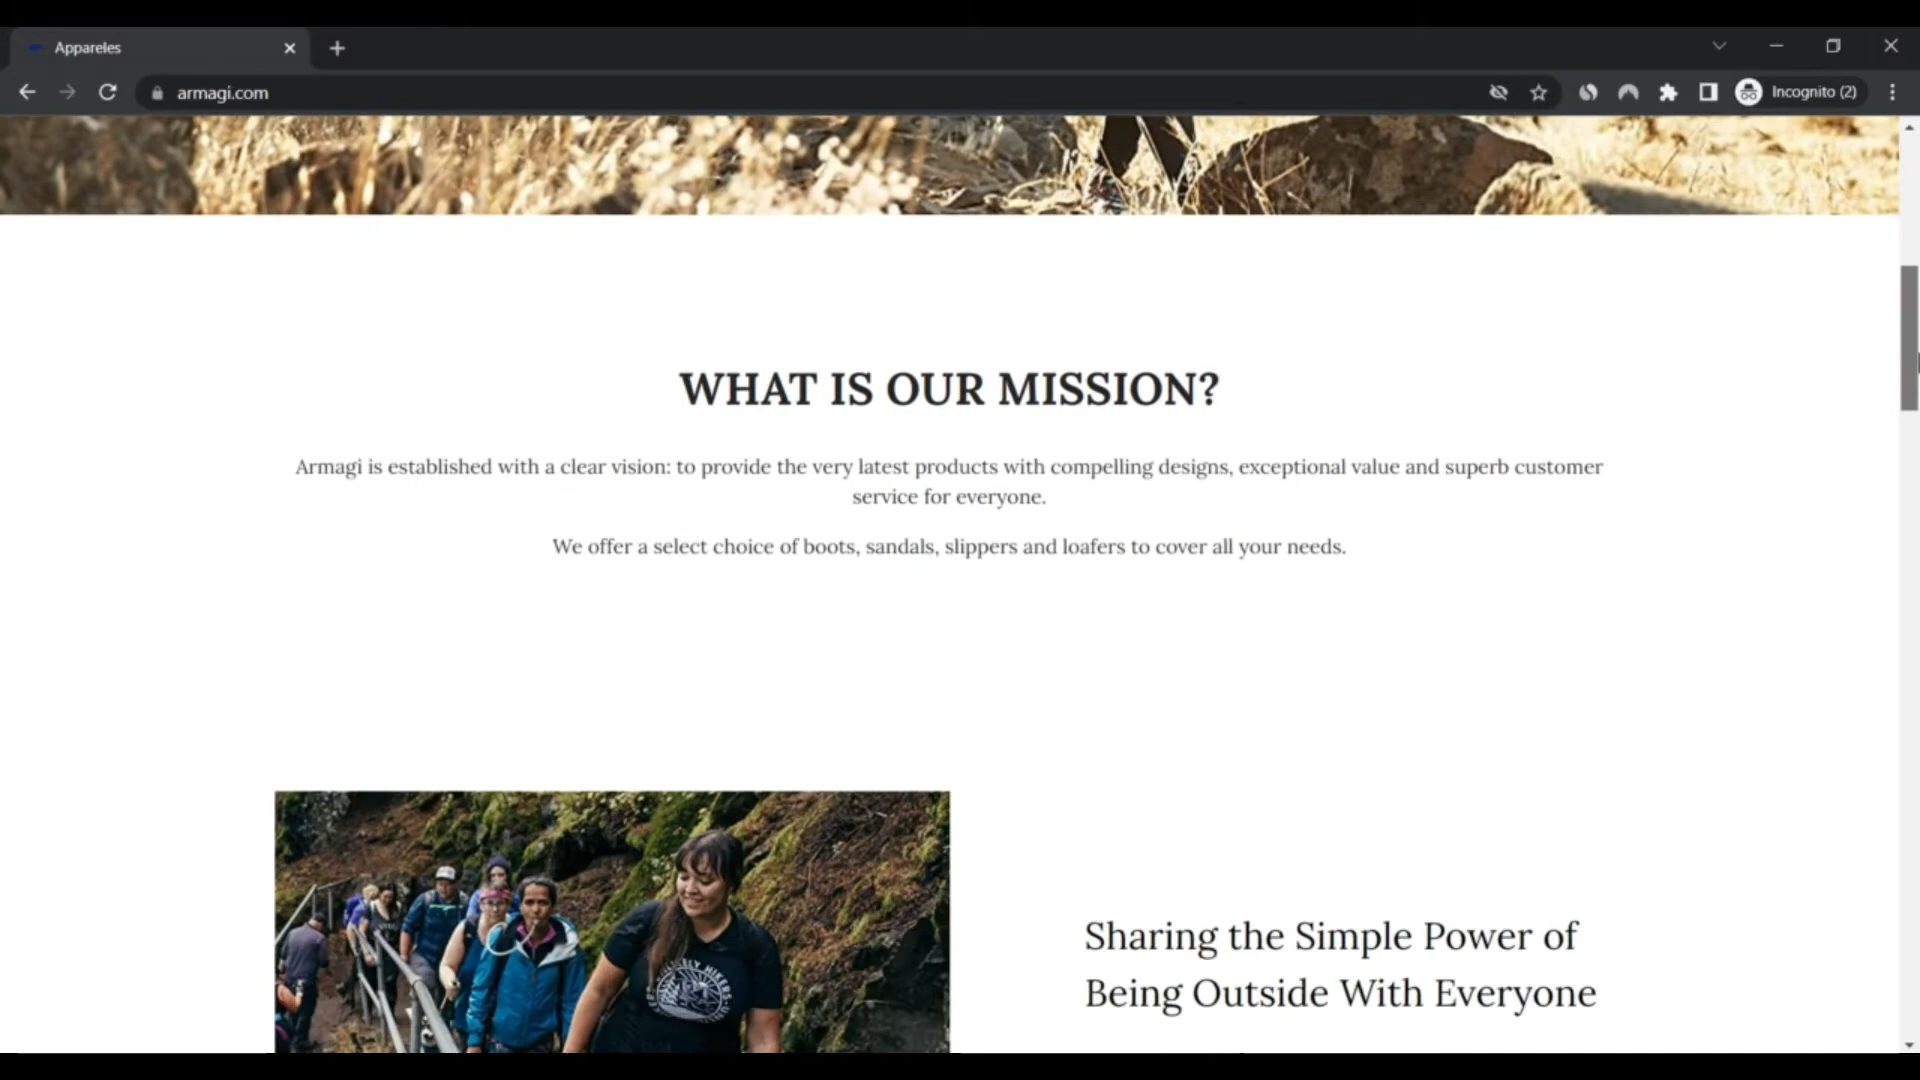 Appareles
armagi.com
Incognito (2)
WHAT IS OUR MISSION?
Armagi is established with a clear vision: to provide the very latest products with compelling designs, exceptional value and superb customer
service for everyone.
We offer a select choice of boots, sandals, slippers and loafers to cover all your needs.
Sharing the Simple Power of
Being Outside With Everyone